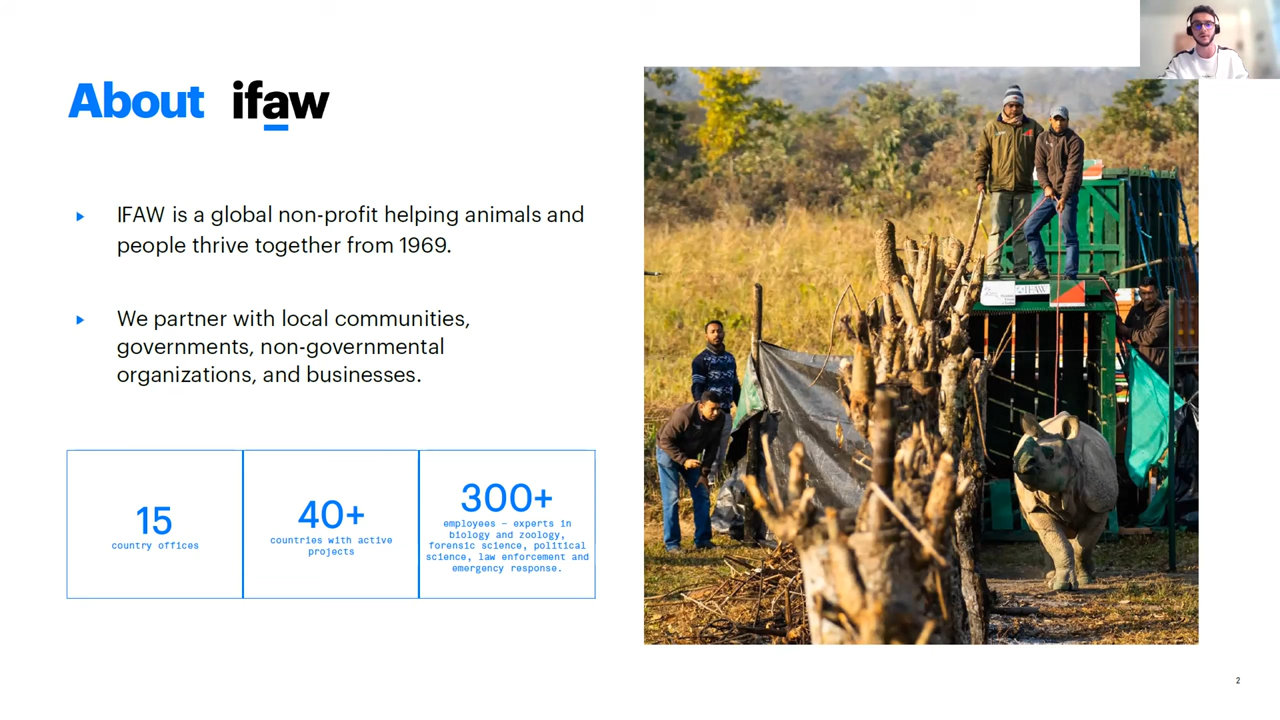 About ifaw
IFAW is a global non-profit helping animals and
people thrive together from 1969.
We partner with local communities,
governments, non-governmental
organizations, and businesses.
15
country offices
40+
countries with active
projects
300+
employees – experts in
biology and zoology,
forensic science, political
science, law enforcement and
emergency response.
IFAW
2